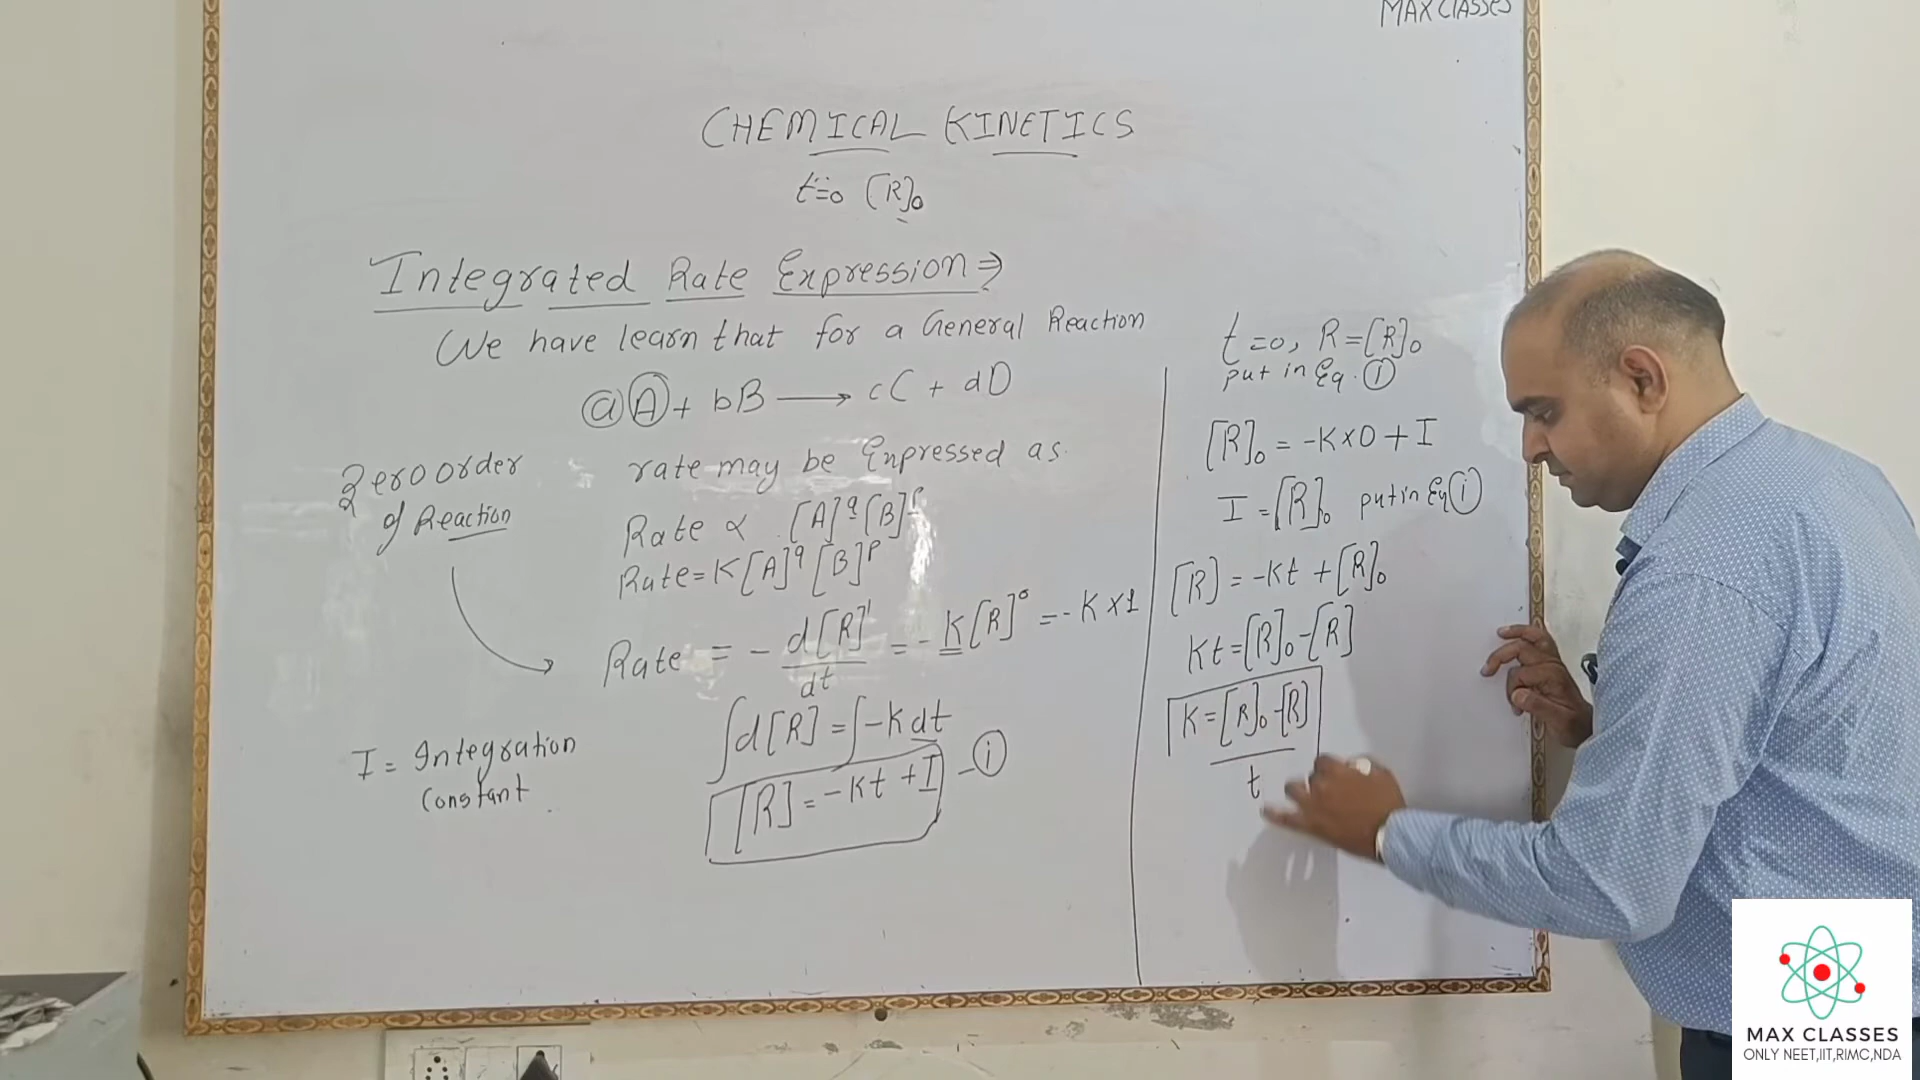 MAX CLASSES
CHEMICAL KINETICS
t=0 [R]₀
Integrated Rate Expression ⇒
We have learn that for a General Reaction
aA + bB ⟶ cC + dD
rate may be Expressed as.
Zero order
of Reaction
Rate ∝ [A]^q [B]^p
Rate = K[A]^q [B]^p
Rate = - d[R]'/dt = - K[R]⁰ = - K×1
∫d[R] = ∫-K dt
[R] = -Kt + I - (i)
I = Integration
Constant
t=0, R=[R]₀
put in Eq. (i)
[R]₀ = -K×0 + I
I = [R]₀ put in Eq (i)
[R] = -Kt + [R]₀
Kt = [R]₀ - [R]
K = [R]₀ - [R]
t
MAX CLASSES
ONLY NEET,IIT,RIMC,NDA